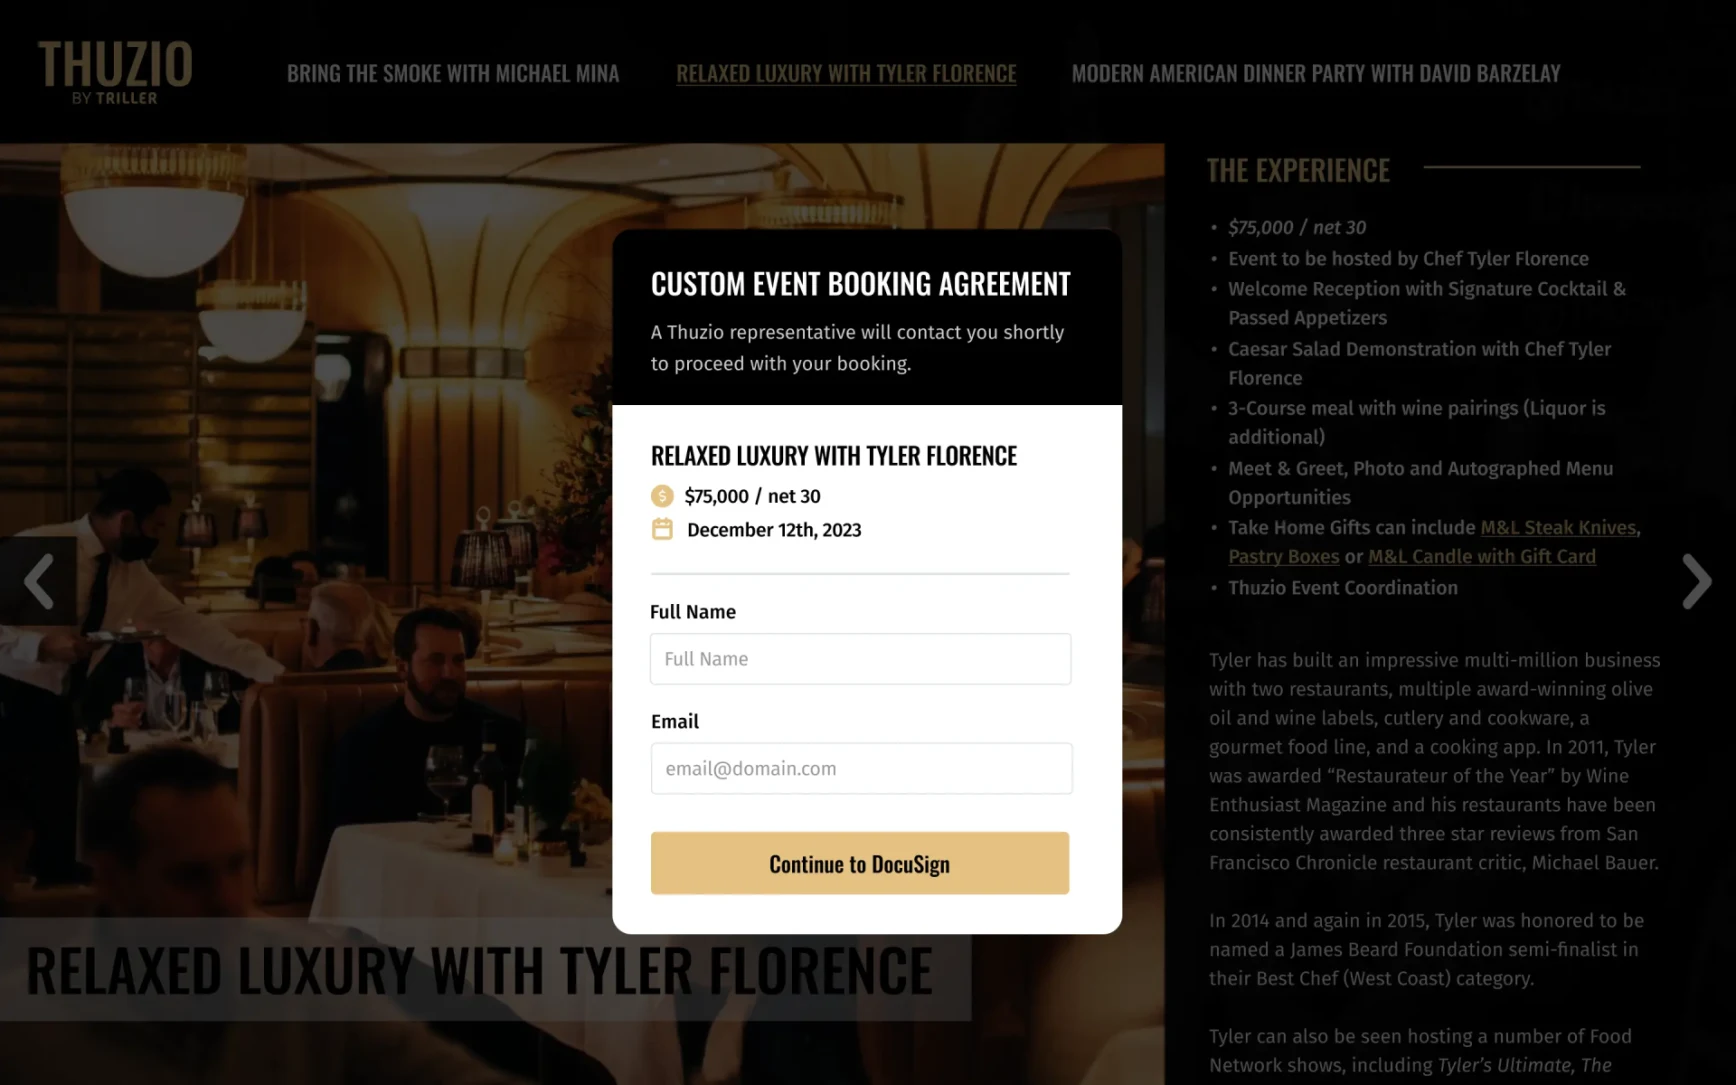 THUZIO
BY TRILLER
BRING THE SMOKE WITH MICHAEL MINA
RELAXED LUXURY WITH TYLER FLORENCE
MODERN AMERICAN DINNER PARTY WITH DAVID BARZELAY
CUSTOM EVENT BOOKING AGREEMENT
A Thuzio representative will contact you shortly
to proceed with your booking.
RELAXED LUXURY WITH TYLER FLORENCE
$
$75,000 / net 30
December 12th, 2023
Full Name
Full Name
Email
email@domain.com
Continue to DocuSign
RELAXED LUXURY WITH TYLER FLORENCE
THE EXPERIENCE
• $75,000 / net 30
• Event to be hosted by Chef Tyler Florence
• Welcome Reception with Signature Cocktail &
Passed Appetizers
• Caesar Salad Demonstration with Chef Tyler
Florence
• 3-Course meal with wine pairings (Liquor is
additional)
• Meet & Greet, Photo and Autographed Menu
Opportunities
• Take Home Gifts can include M&L Steak Knives,
Pastry Boxes or M&L Candle with Gift Card
• Thuzio Event Coordination
Tyler has built an impressive multi-million business
with two restaurants, multiple award-winning olive
oil and wine labels, cutlery and cookware, a
gourmet food line, and a cooking app. In 2011, Tyler
was awarded “Restaurateur of the Year” by Wine
Enthusiast Magazine and his restaurants have been
consistently awarded three star reviews from San
Francisco Chronicle restaurant critic, Michael Bauer.
In 2014 and again in 2015, Tyler was honored to be
named a James Beard Foundation semi-finalist in
their Best Chef (West Coast) category.
Tyler can also be seen hosting a number of Food
Network shows, including Tyler’s Ultimate, The